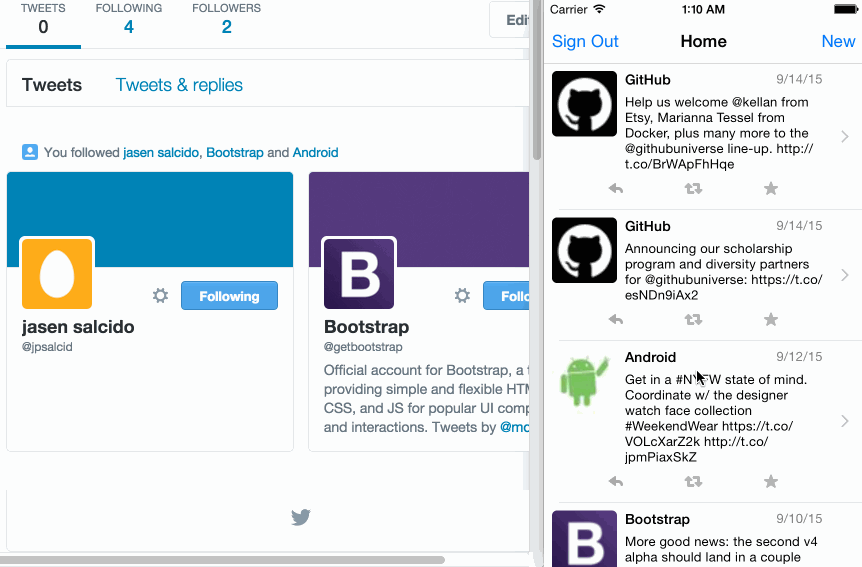 TWEETS FOLLOWING FOLLOWERS
0 4 2
Tweets Tweets & replies
You followed jasen salcido, Bootstrap and Android
Following
jasen salcido
@jpsalcid
B
Bootstrap
@getbootstrap
Official account for Bootstrap, a
providing simple and flexible
CSS, and JS for popular UI
and interactions. Tweets by
Carrier 1:10 AM
Sign Out Home New
GitHub 9/14/15
Help us welcome @kellan from
Etsy, Marianna Tessel from
Docker, plus many more to the
@githubuniverse line-up. http://
t.co/BrWApFhHqe
GitHub 9/14/15
Announcing our scholarship
program and diversity partners
for @githubuniverse: https://t.co/
esNDn9iAx2
Android 9/12/15
Get in a state of mind.
Coordinate w/ the designer
watch face collection
#WeekendWear https://t.co/
VOLcXarZ2k http://t.co/
jpmPiaxSkZ
B
Bootstrap 9/10/15
More good news: the second v4
alpha should land in a couple